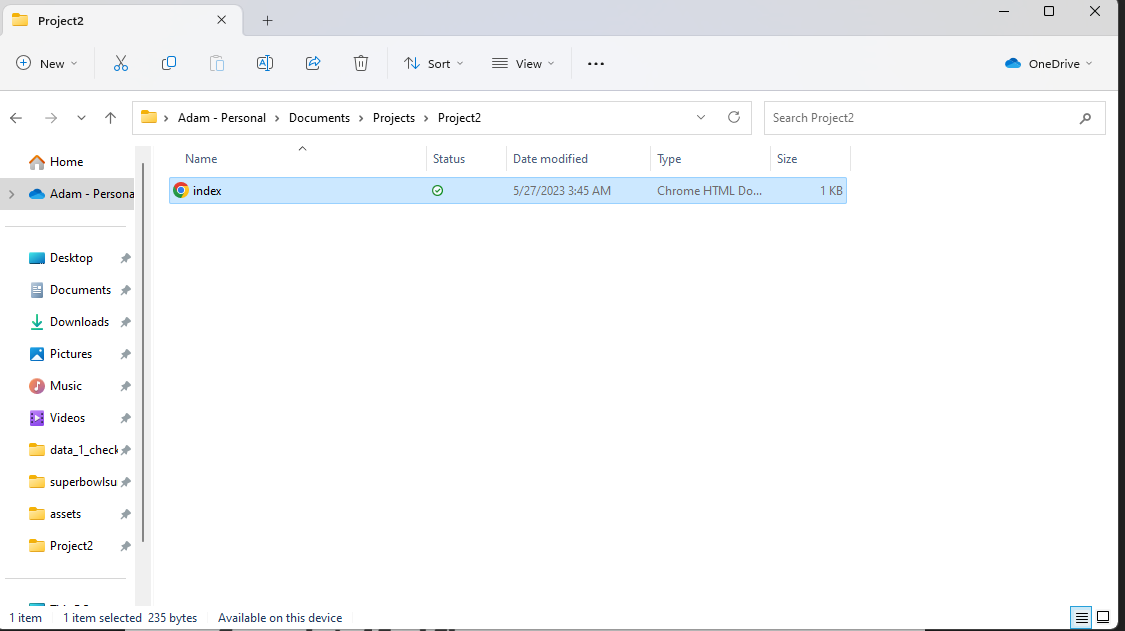 Project2
New
Sort
View
OneDrive
Adam - Personal
Documents
Projects
Project2
Search Project2
Name
Status
Date modified
Type
Size
index
5/27/2023 3:45 AM
Chrome HTML Do...
1 KB
Home
Adam - Persona
Desktop
Documents
Downloads
Pictures
Music
Videos
data_1_check
superbowlsu
assets
Project2
1 item
1 item selected 235 bytes
Available on this device